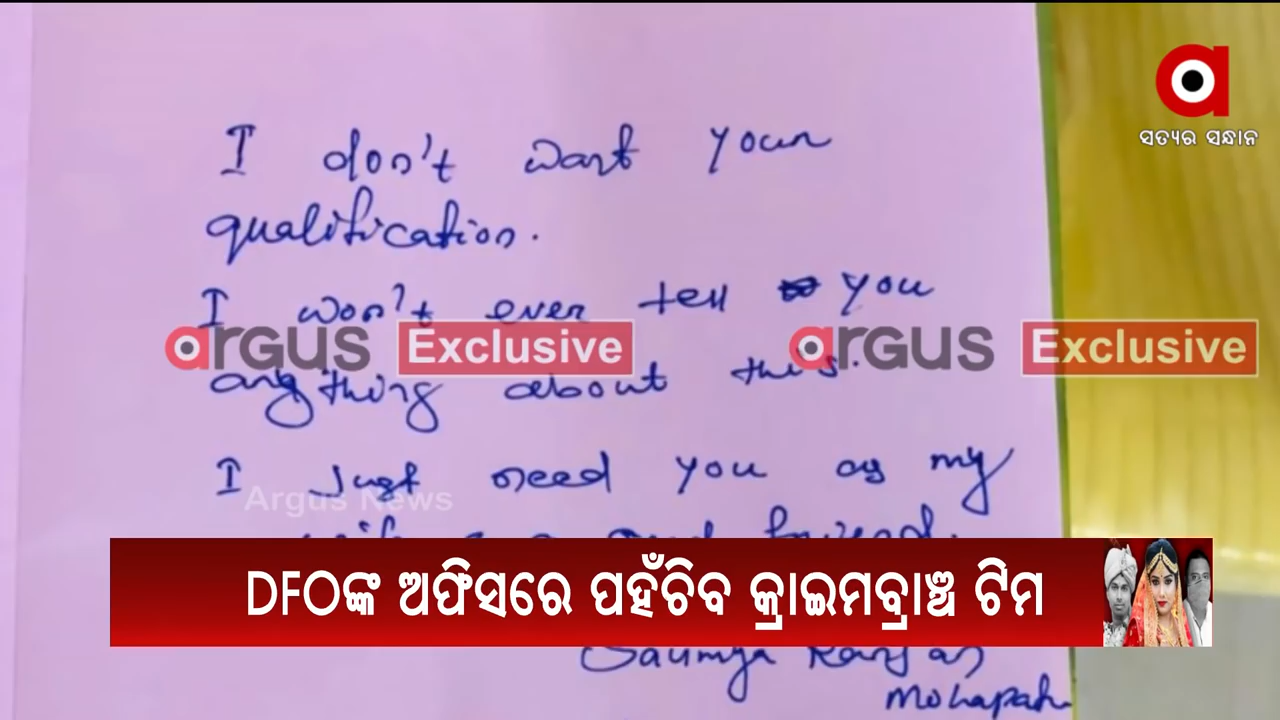 ସତ୍ୟର ସନ୍ଧାନ
I don't want your
qualification.
I won't ever tell you
argus Exclusive argus Exclusive
anything about this.
I just need you as my
Argus News
friend.
DFOଙ୍କ ଅଫିସରେ ପହଁଚିବ କ୍ରାଇମବ୍ରାଞ୍ଚ ଟିମ
Saumya Ranjan
Mohapatra